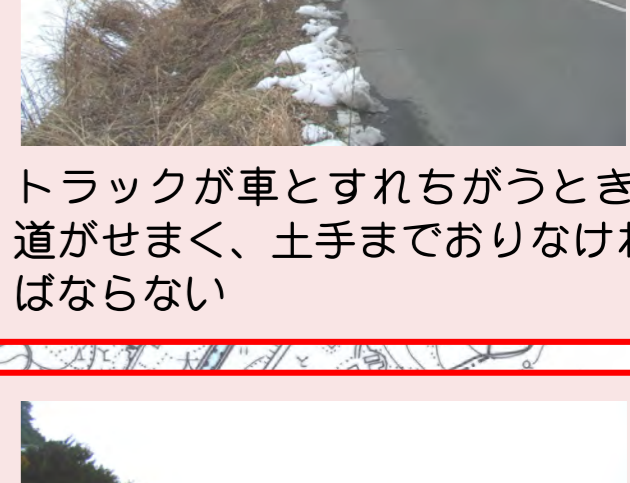 トラックが車とすれちがうとき
道がせまく、土手までおりなけれ
ばならない